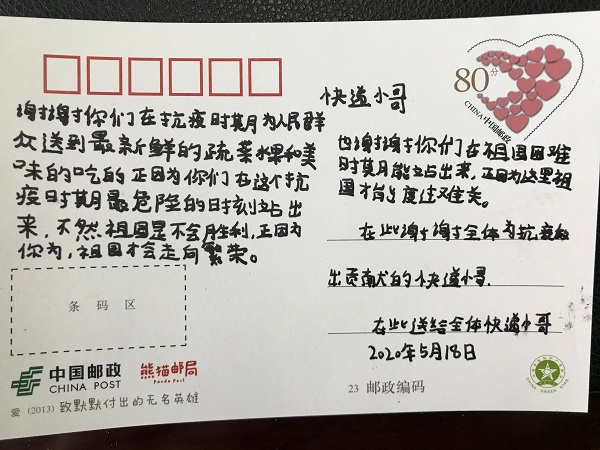 80分
CHINA 中国邮政
快递小哥
谢谢你们在抗疫时期为人民群
众送到最新鲜的蔬菜水果和美
味的吃的正因为你们在这个抗
疫时期最危险的时刻站出
来，不然祖国是不会胜利，正因为
你为，祖国才会走向繁荣。
也谢谢你们在祖国困难
时期能站出来，正因为这里祖
国才能度过难关。
在此谢谢全体为抗疫
出贡献的快递小哥.
在此送给全体快递小哥
2020年5月18日
条码区
中国邮政
CHINA POST
熊猫邮局
Panda Post
23 邮政编码
爱 (2013) 致默默付出的无名英雄